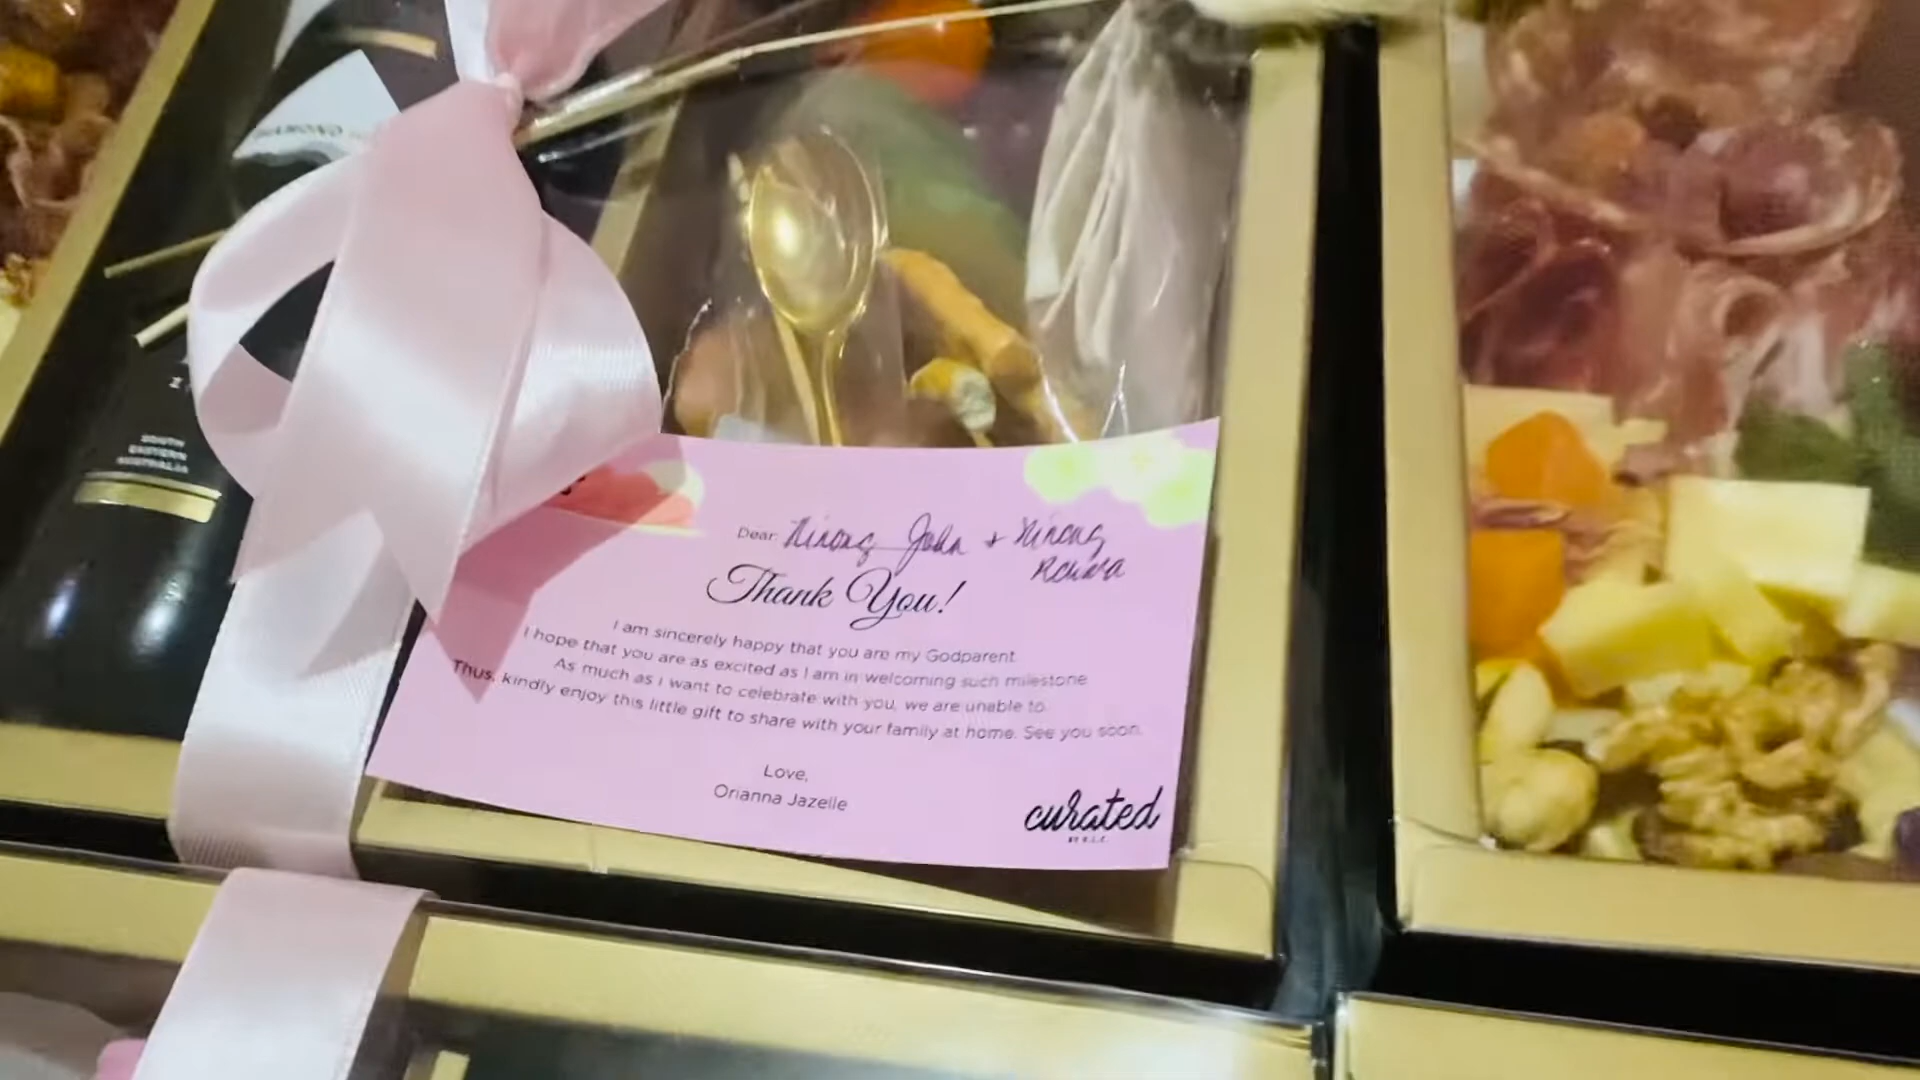 DIAMOND
SOUTH
EASTERN
AUSTRALIA
Dear: Ninong John + Ninong
Thank You!
I am sincerely happy that you are my Godparent.
I hope that you are as excited as I am in welcoming such milestone
As much as I want to celebrate with you, we are unable to.
Thus, kindly enjoy this little gift to share with your family at home. See you soon.
Love,
Orianna Jazelle
curated